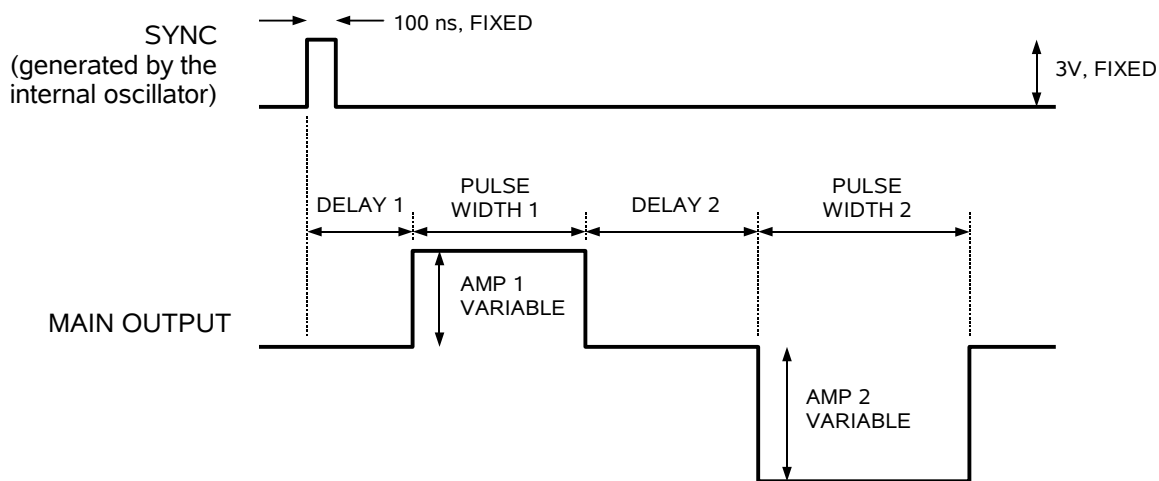 100 ns, FIXED
SYNC
(generated by the
internal oscillator)
3V, FIXED
DELAY 1
PULSE
WIDTH 1
DELAY 2
PULSE
WIDTH 2
AMP 1
VARIABLE
MAIN OUTPUT
AMP 2
VARIABLE